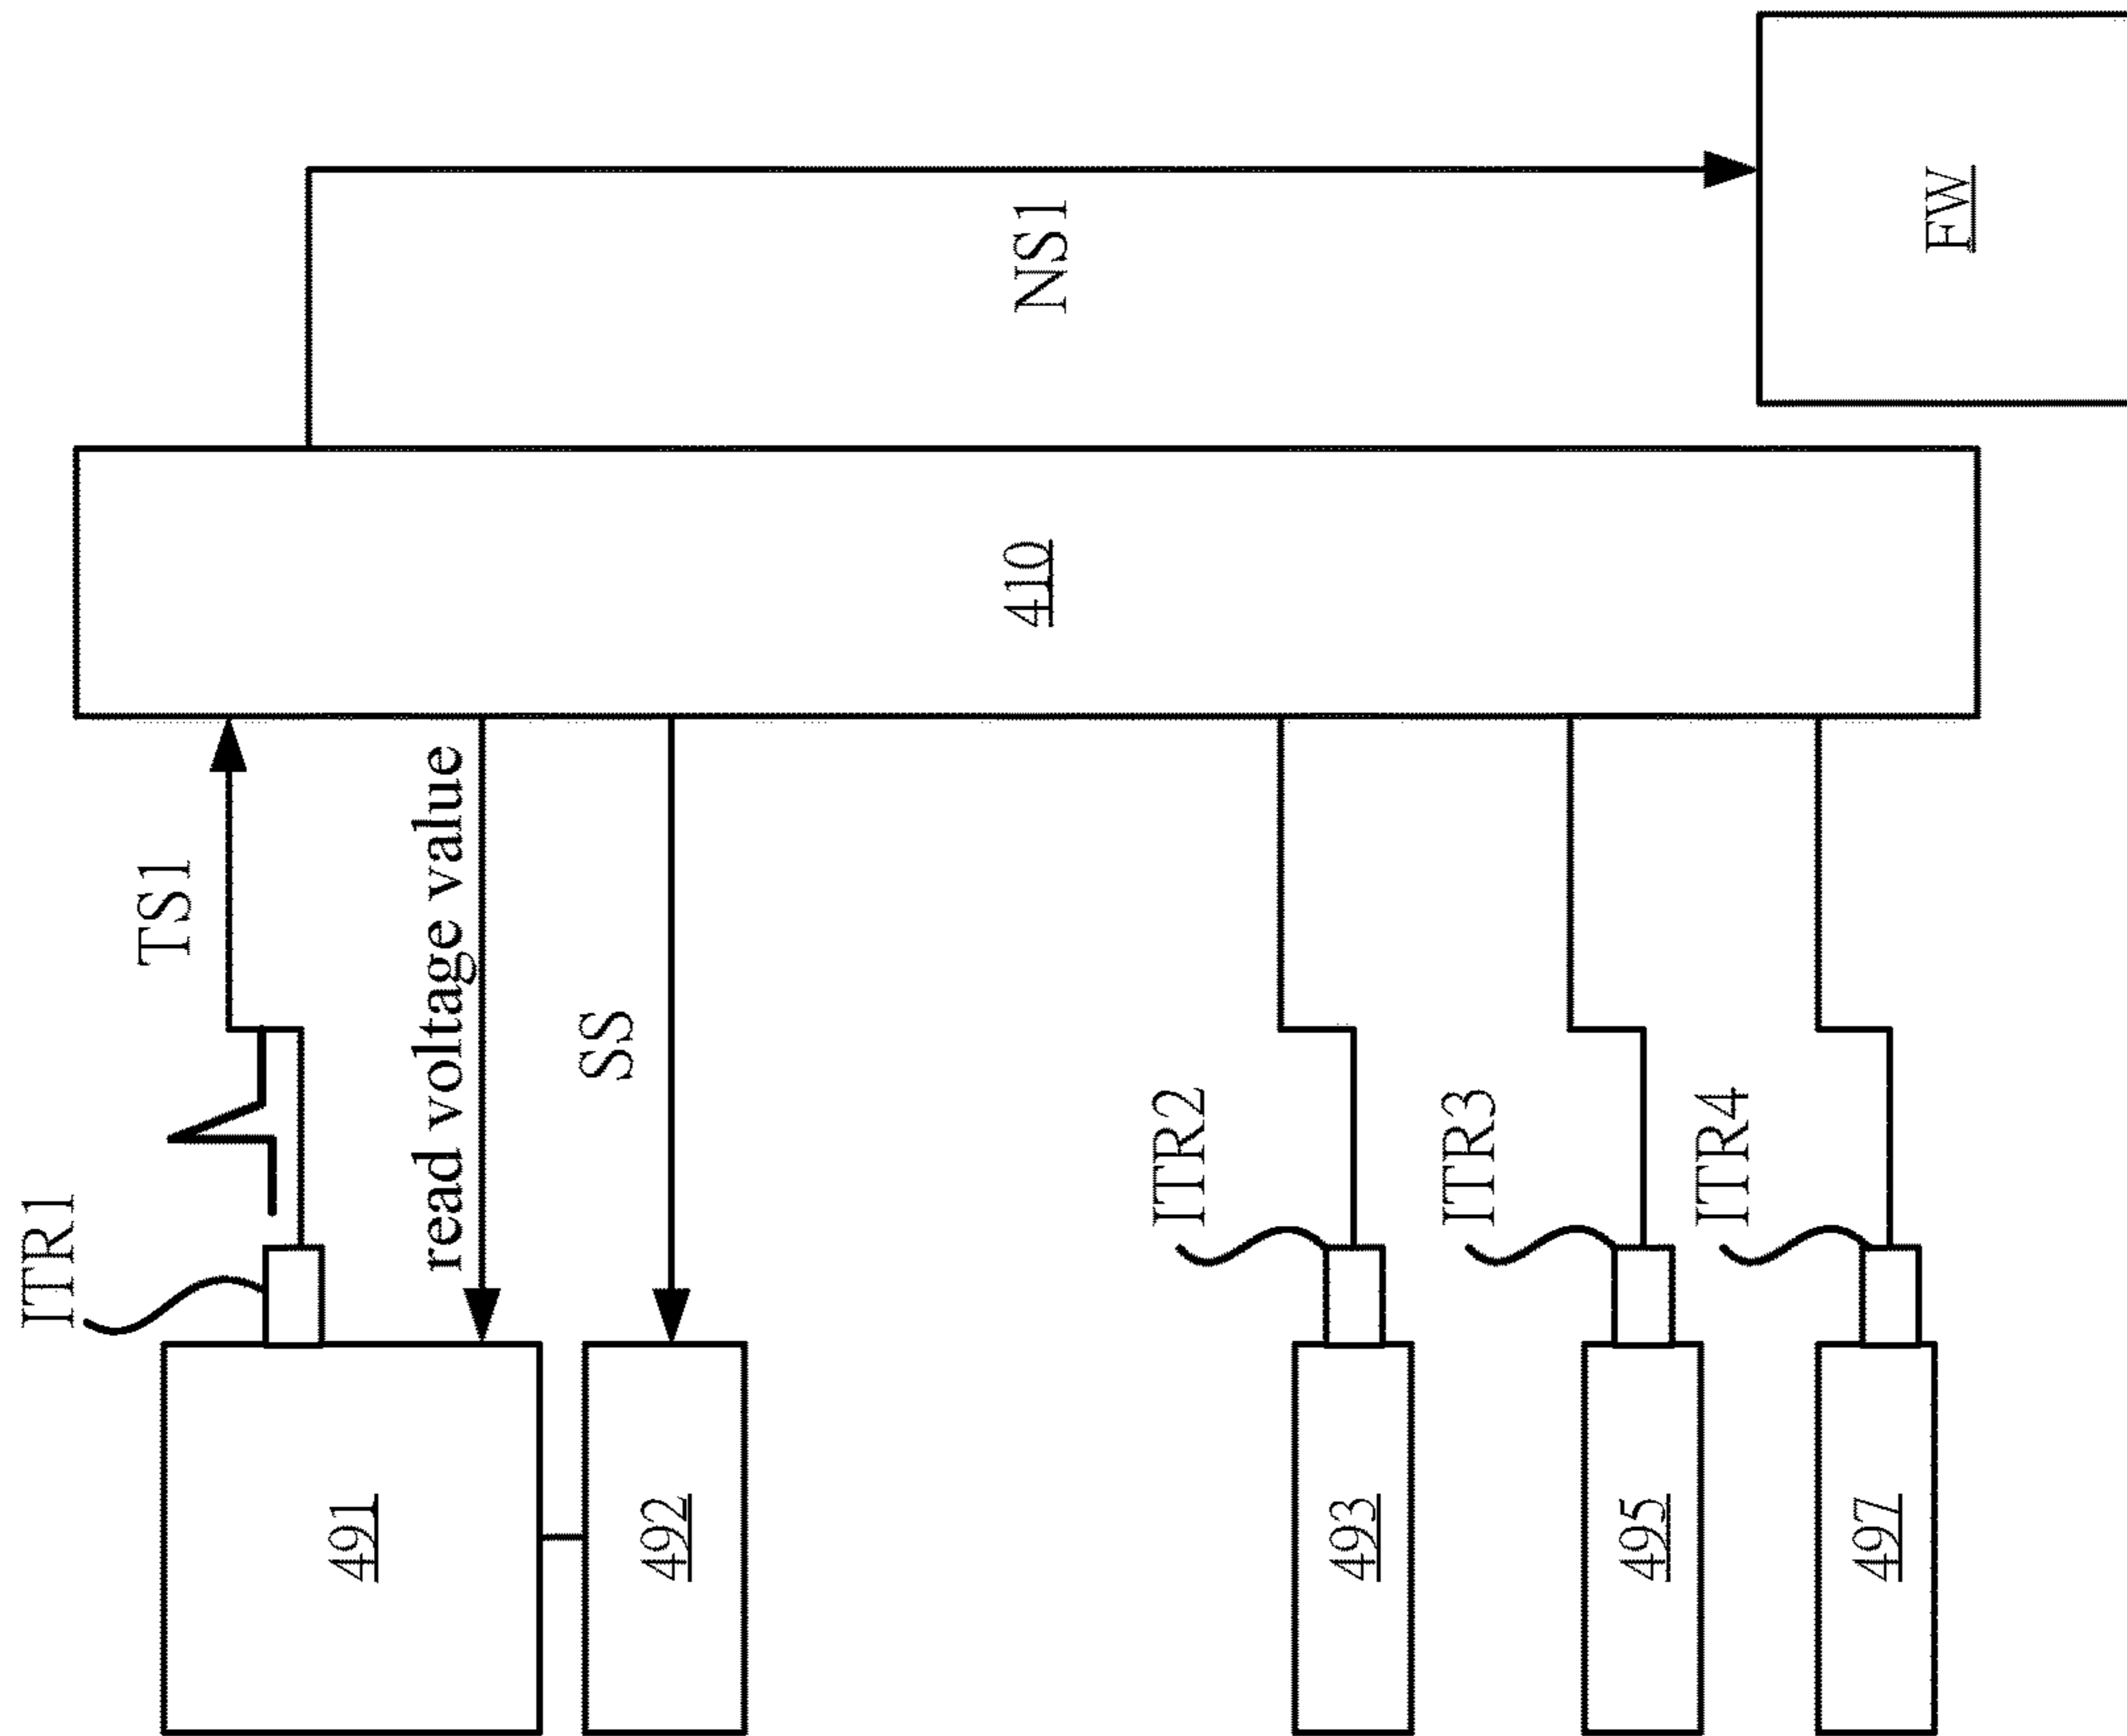 ITR1
TS1
491
read voltage value
492
SS
410
NS1
493
ITR2
495
ITR3
497
ITR4
FW